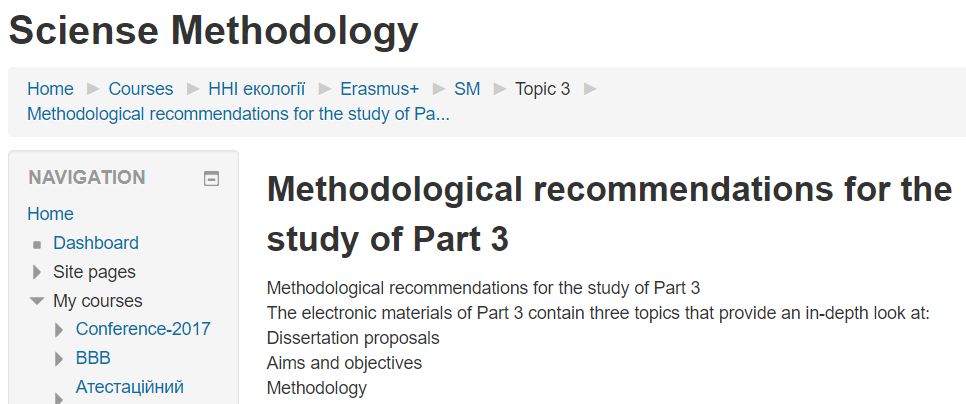 Sciense Methodology
Home Courses ННІ екології Erasmus+ SM Topic 3
Methodological recommendations for the study of Pa...
NAVIGATION
Home
Dashboard
Site pages
My courses
Conference-2017
BBB
Атестаційний
Methodological recommendations for the
study of Part 3
Methodological recommendations for the study of Part 3
The electronic materials of Part 3 contain three topics that provide an in-depth look at:
Dissertation proposals
Aims and objectives
Methodology